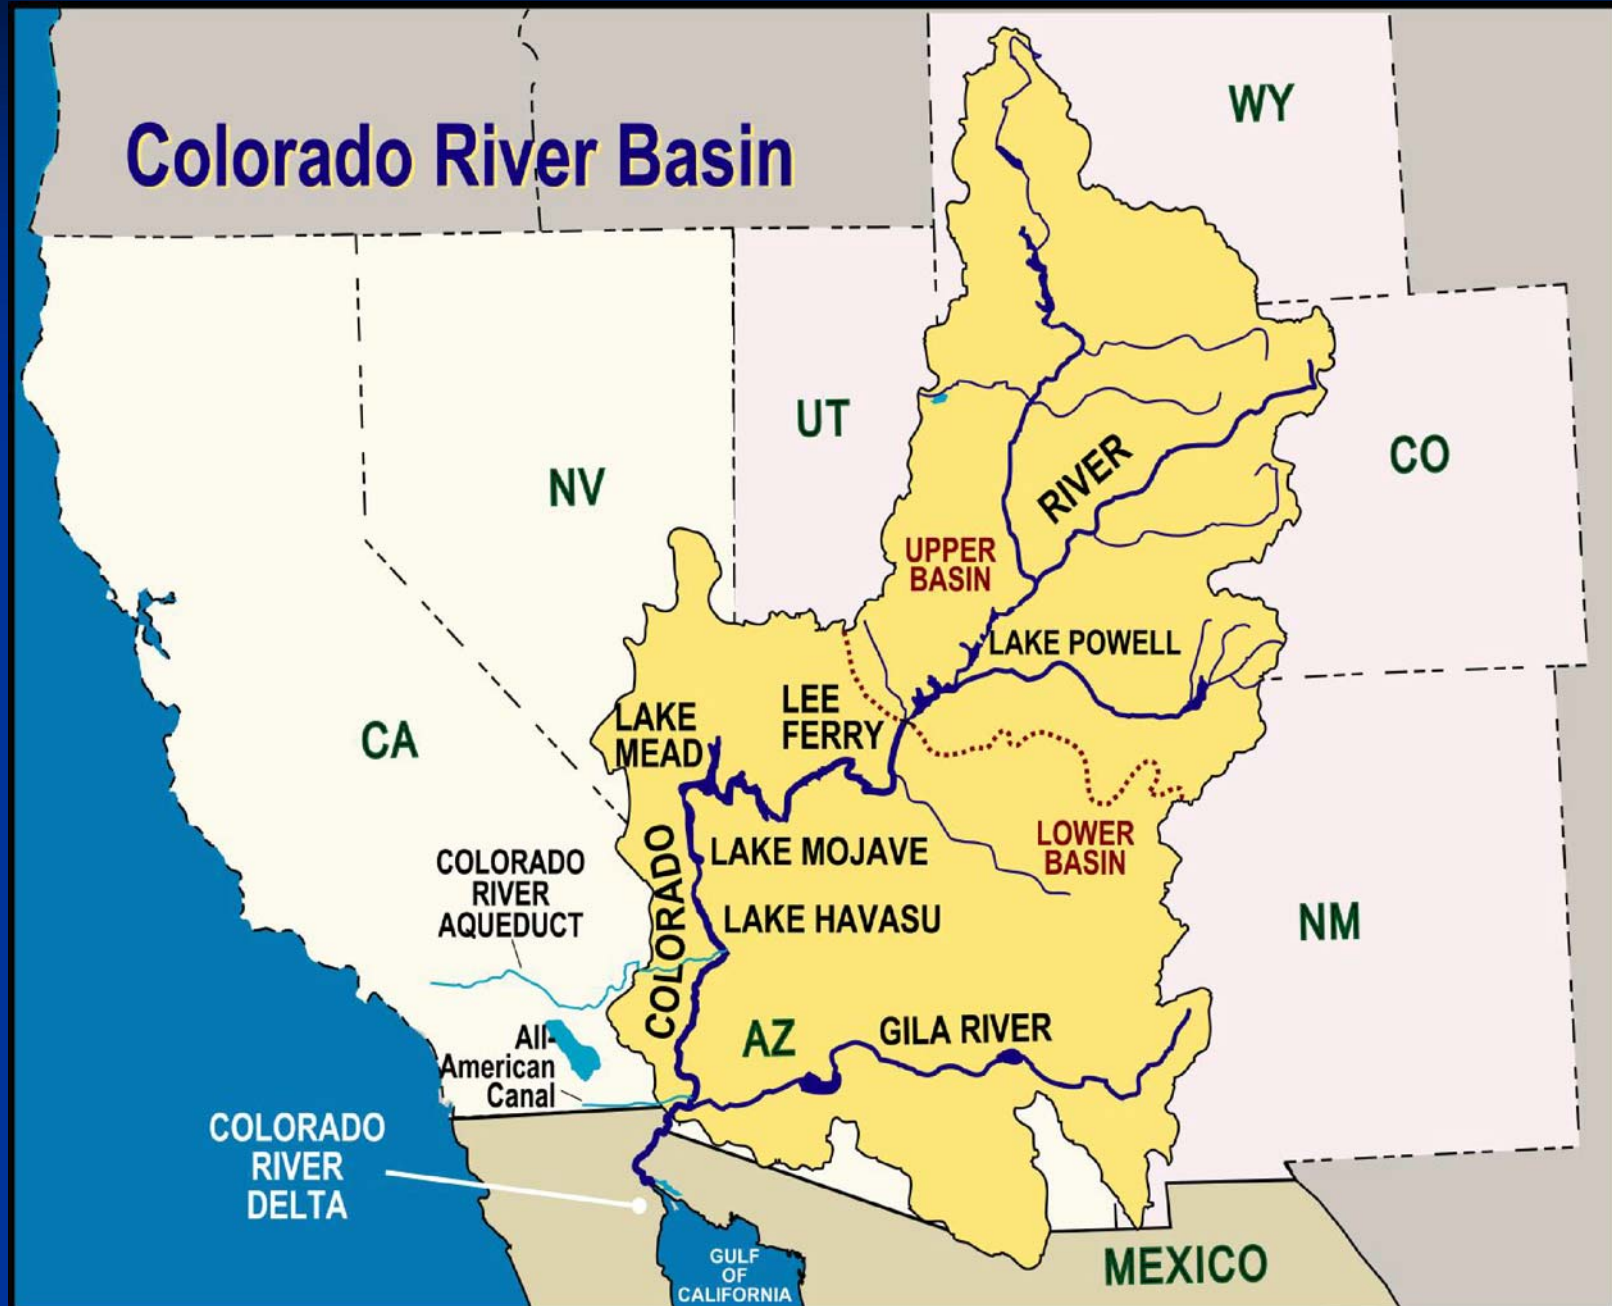 Colorado River Basin
WY
UT
CO
NV
RIVER
UPPER
BASIN
LAKE POWELL
LEE
FERRY
LAKE
MEAD
CA
LOWER
BASIN
LAKE MOJAVE
COLORADO
RIVER
AQUEDUCT
COLORADO
LAKE HAVASU
NM
AZ
GILA RIVER
All-
American
Canal
COLORADO
RIVER
DELTA
GULF
OF
CALIFORNIA
MEXICO